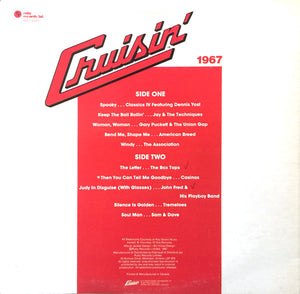 Cruisin'
1967
SIDE ONE
Spooky . . . Classics IV Featuring Dennis Yost
Keep The Ball Rollin' . . . Jay & The Techniques
Woman, Woman . . . Gary Puckett & The Union Gap
Bend Me, Shape Me . . . American Breed
Windy . . . The Association
SIDE TWO
The Letter . . . The Box Tops
Then You Can Tell Me Goodbye . . . Casinos
Judy In Disguise (With Glasses) . . . John Fred &
His Playboy Band
Silence Is Golden . . . Tremeloes
Soul Man . . . Sam & Dave